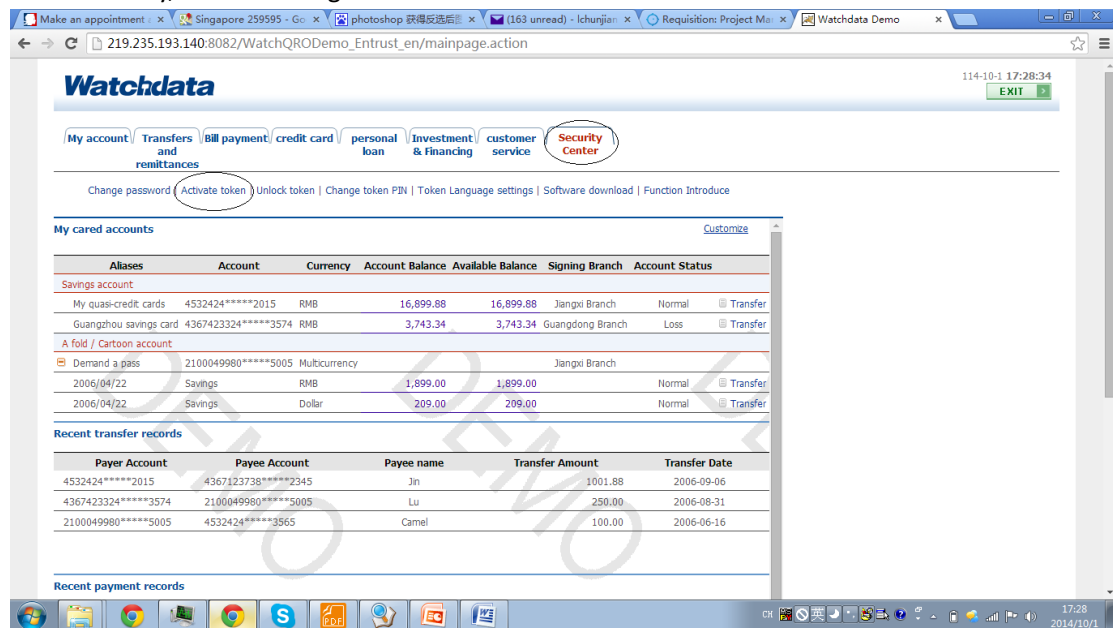 Make an appointment
Singapore 259595 - Go
photoshop 获得反选后
(163 unread) - lchunjian
Requisition: Project Ma
Watchdata Demo
219.235.193.140:8082/WatchQRODemo_Entrust_en/mainpage.action
Watchdata
114-10-1 17:28:34
EXIT
My account Transfers and remittances Bill payment credit card personal loan Investment & Financing customer service Security Center
Change password | Activate token | Unlock token | Change token PIN | Token Language settings | Software download | Function Introduce
My cared accounts Customize
Aliases Account Currency Account Balance Available Balance Signing Branch Account Status
Savings account
My quasi-credit cards 4532424*****2015 RMB 16,899.88 16,899.88 Jiangxi Branch Normal Transfer
Guangzhou savings card 4367423324*****3574 RMB 3,743.34 3,743.34 Guangdong Branch Loss Transfer
A fold / Cartoon account
Demand a pass 2100049980*****5005 Multicurrency Jiangxi Branch
2006/04/22 Savings RMB 1,899.00 1,899.00 Normal Transfer
2006/04/22 Savings Dollar 209.00 209.00 Normal Transfer
Recent transfer records
Payer Account Payee Account Payee name Transfer Amount Transfer Date
4532424*****2015 4367123738*****2345 Jin 1001.88 2006-09-06
4367423324*****3574 2100049980*****5005 Lu 250.00 2006-08-31
2100049980*****5005 4532424*****3565 Camel 100.00 2006-06-16
Recent payment records
DEMO
DEMO
CH 英
17:28
2014/10/1